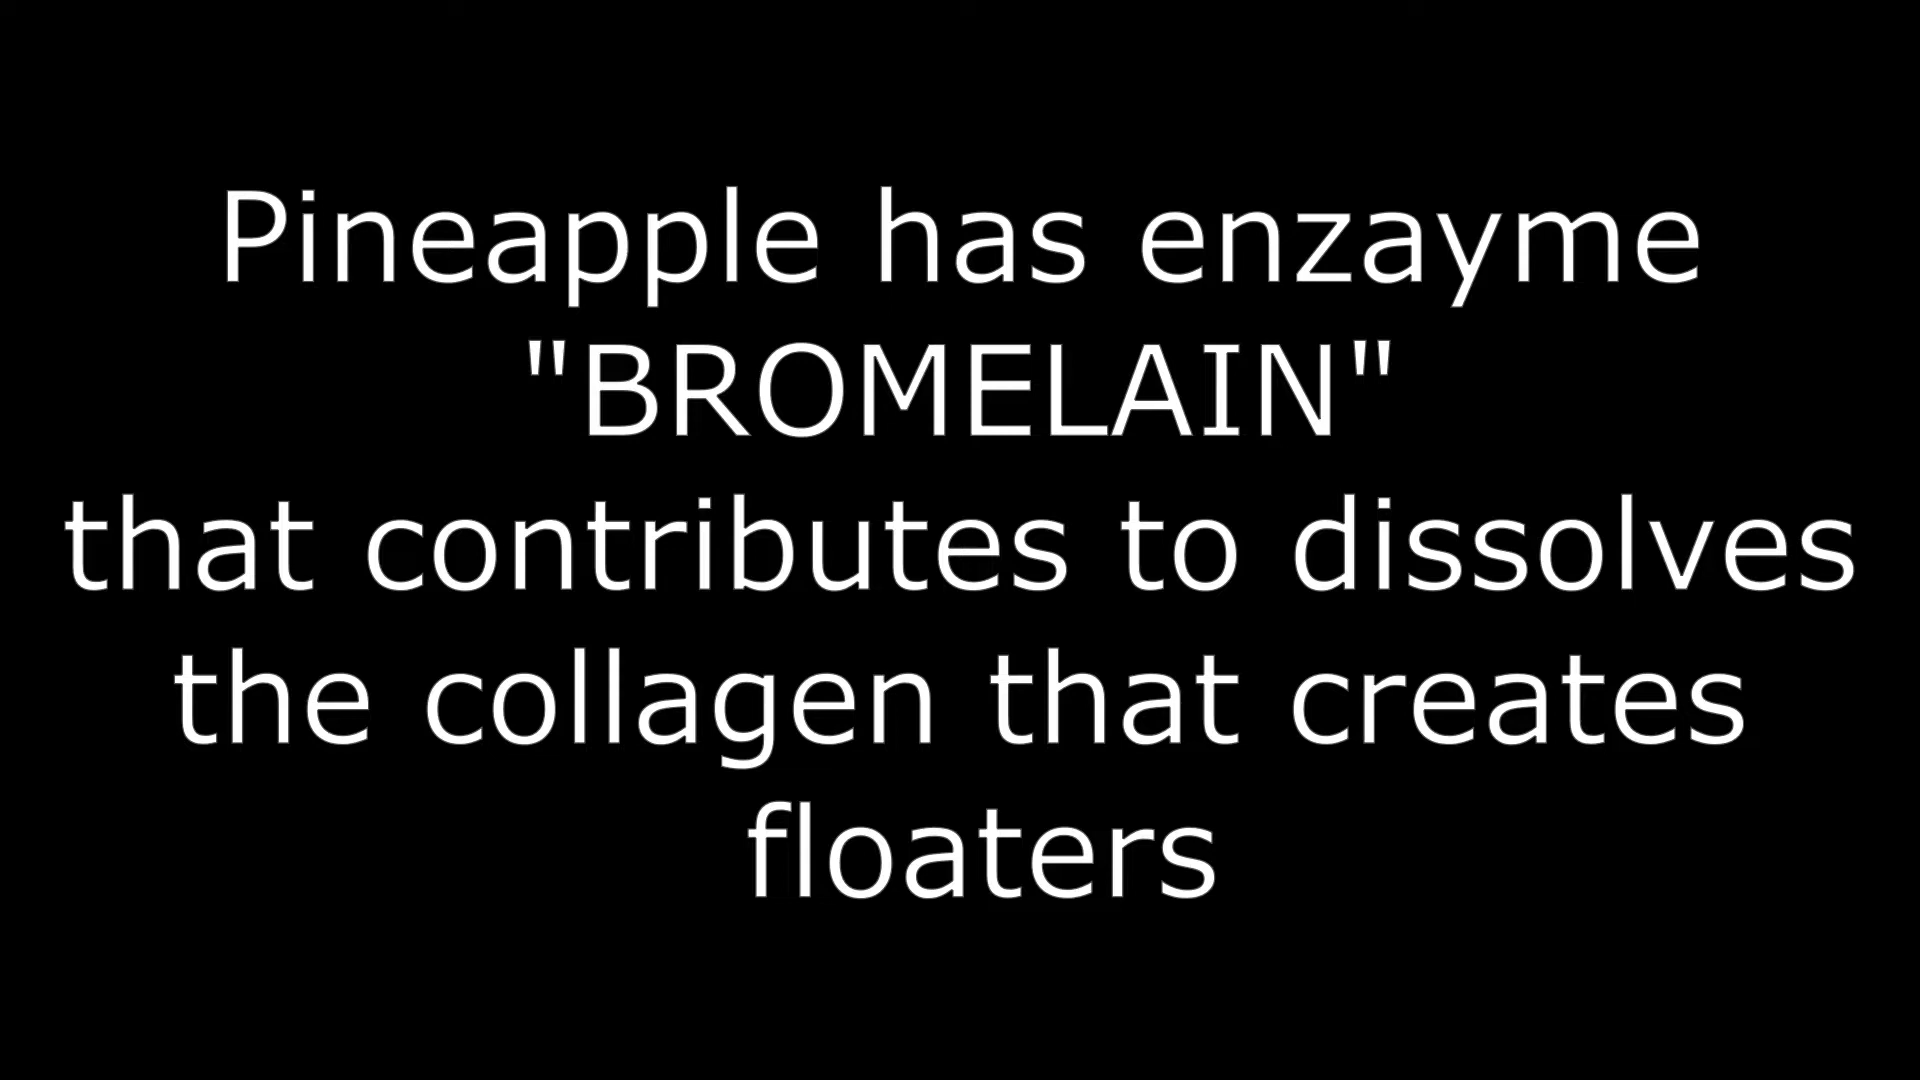 Pineapple has enzayme
"BROMELAIN"
that contributes to dissolves
the collagen that creates
floaters